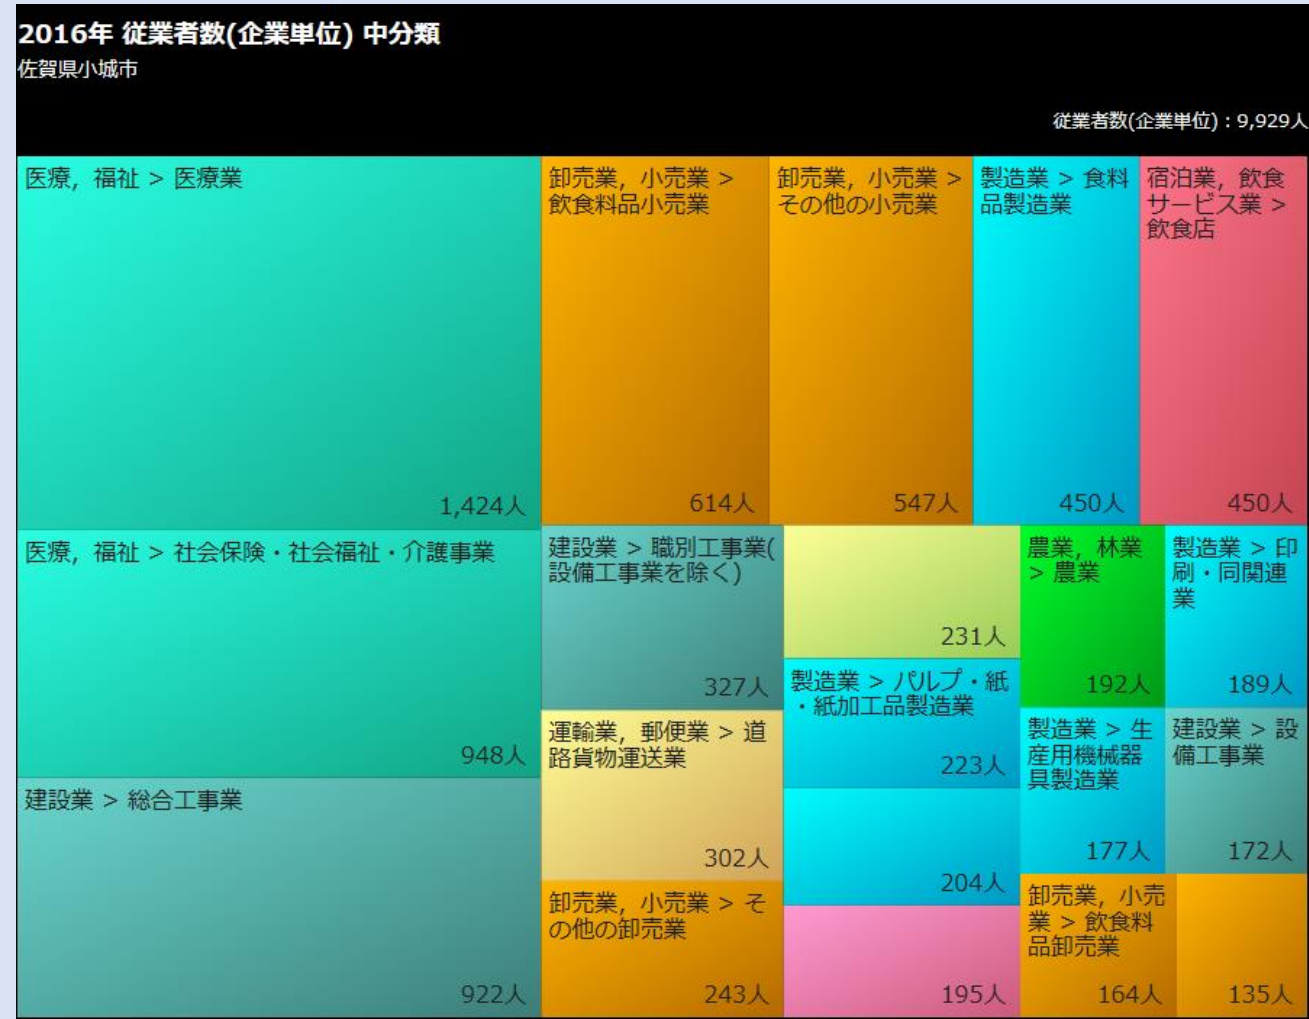 2016年 従業者数(企業単位) 中分類
佐賀県小城市
従業者数(企業単位) : 9,929人
医療，福祉 > 医療業
1,424人
医療，福祉 > 社会保険・社会福祉・介護事業
948人
建設業 > 総合工事業
922人
卸売業，小売業 >
飲食料品小売業
614人
卸売業，小売業 >
その他の小売業
547人
製造業 > 食料
品製造業
450人
宿泊業，飲食
サービス業 >
飲食店
450人
建設業 > 職別工事業(
設備工事業を除く)
327人
運輸業，郵便業 > 道
路貨物運送業
302人
卸売業，小売業 > そ
の他の卸売業
243人
231人
製造業 > パルプ・紙
・紙加工品製造業
223人
204人
195人
農業，林業
> 農業
192人
製造業 > 印
刷・同関連
業
189人
製造業 > 生
産用機械器
具製造業
177人
建設業 > 設
備工事業
172人
卸売業，小売
業 > 飲食料
品卸売業
164人
135人